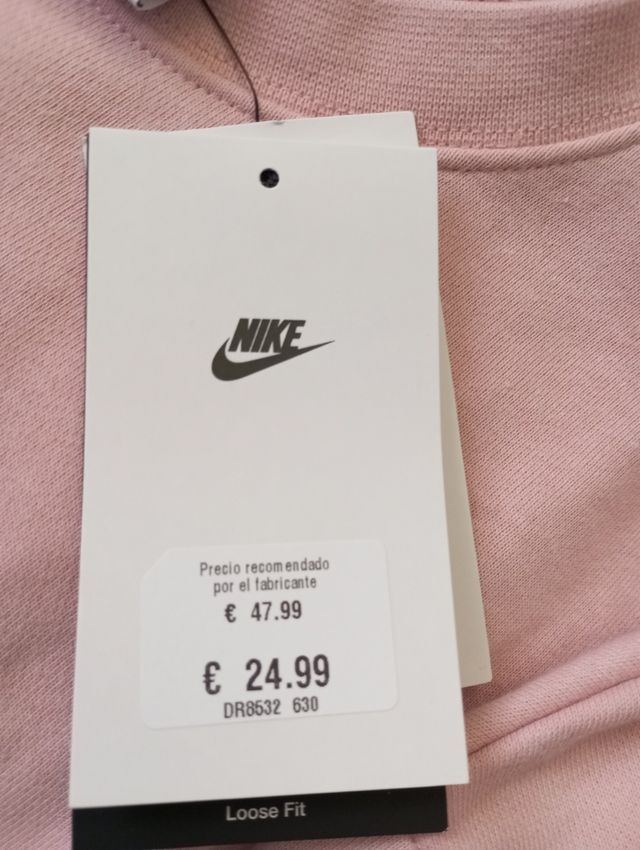 NIKE
Precio recomendado
por el fabricante
€ 47.99
€ 24.99
DR8532 630
Loose Fit